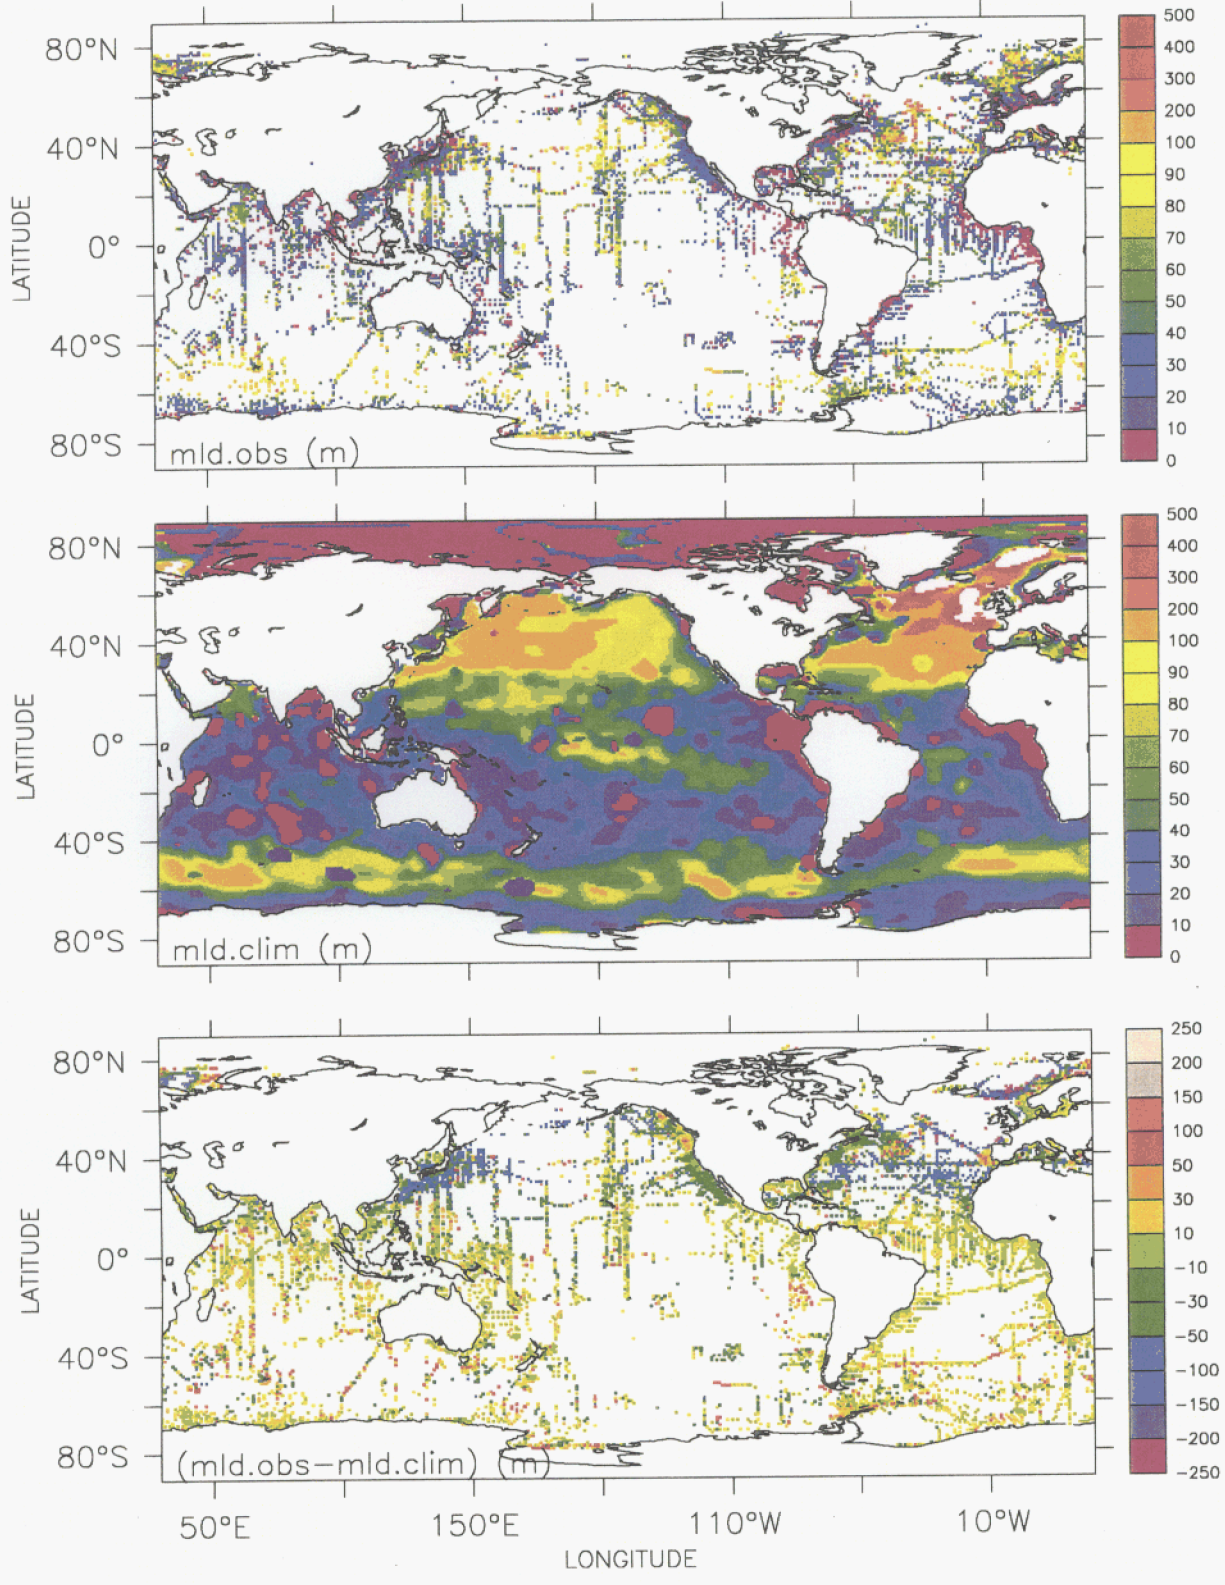 80°N
40°N
0°
40°S
80°S
LATITUDE
mld.obs (m)
500
400
300
200
100
90
80
70
60
50
40
30
20
10
0
80°N
40°N
0°
40°S
80°S
LATITUDE
mld.clim (m)
500
400
300
200
100
90
80
70
60
50
40
30
20
10
0
80°N
40°N
0°
40°S
80°S
LATITUDE
(mld.obs−mld.clim) (m)
250
200
150
100
50
30
10
−10
−30
−50
−100
−150
−200
−250
50°E 150°E 110°W 10°W
LONGITUDE